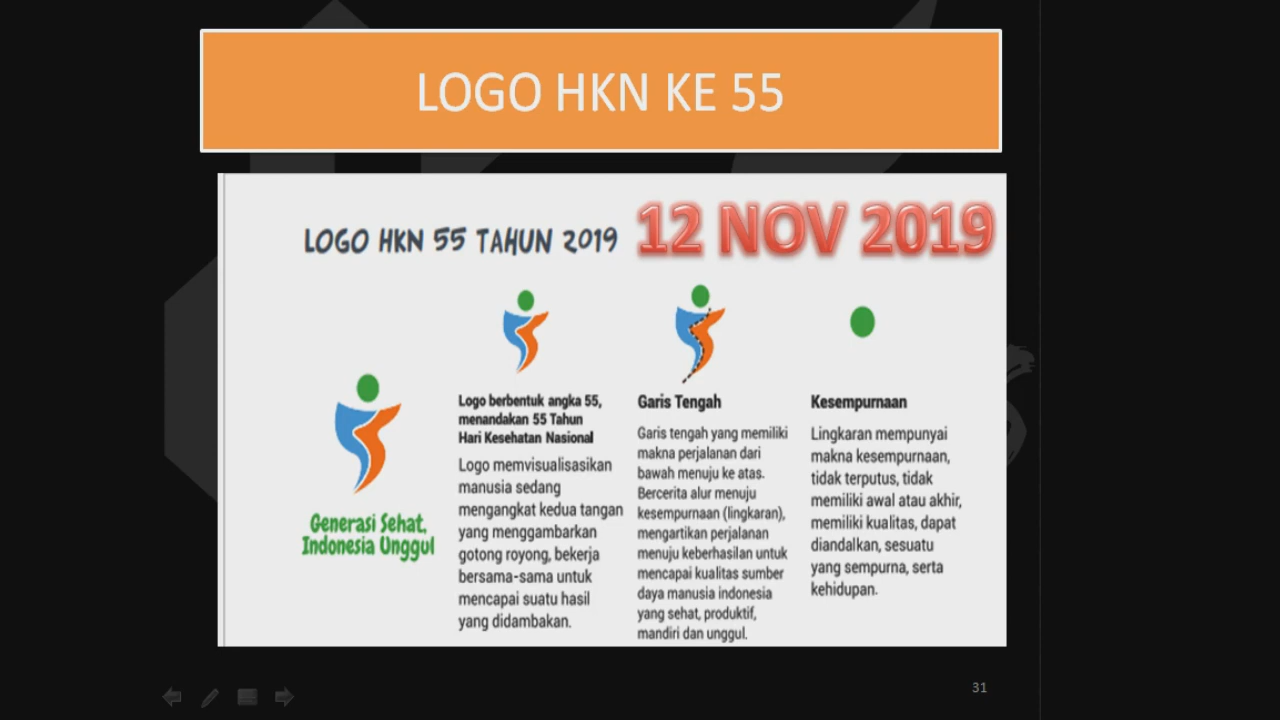 LOGO HKN KE 55
LOGO HKN 55 TAHUN 2019
12 NOV 2019
Generasi Sehat,
Indonesia Unggul
Logo berbentuk angka 55,
menandakan 55 Tahun
Hari Kesehatan Nasional
Logo memvisualisasikan
manusia sedang
mengangkat kedua tangan
yang menggambarkan
gotong royong, bekerja
bersama-sama untuk
mencapai suatu hasil
yang didambakan.
Garis Tengah
Garis tengah yang memiliki
makna perjalanan dari
bawah menuju ke atas.
Bercerita alur menuju
kesempurnaan (lingkaran),
mengartikan perjalanan
menuju keberhasilan untuk
mencapai kualitas sumber
daya manusia indonesia
yang sehat, produktif,
mandiri dan unggul.
Kesempurnaan
Lingkaran mempunyai
makna kesempurnaan,
tidak terputus, tidak
memiliki awal atau akhir,
memiliki kualitas, dapat
diandalkan, sesuatu
yang sempurna, serta
kehidupan.
31